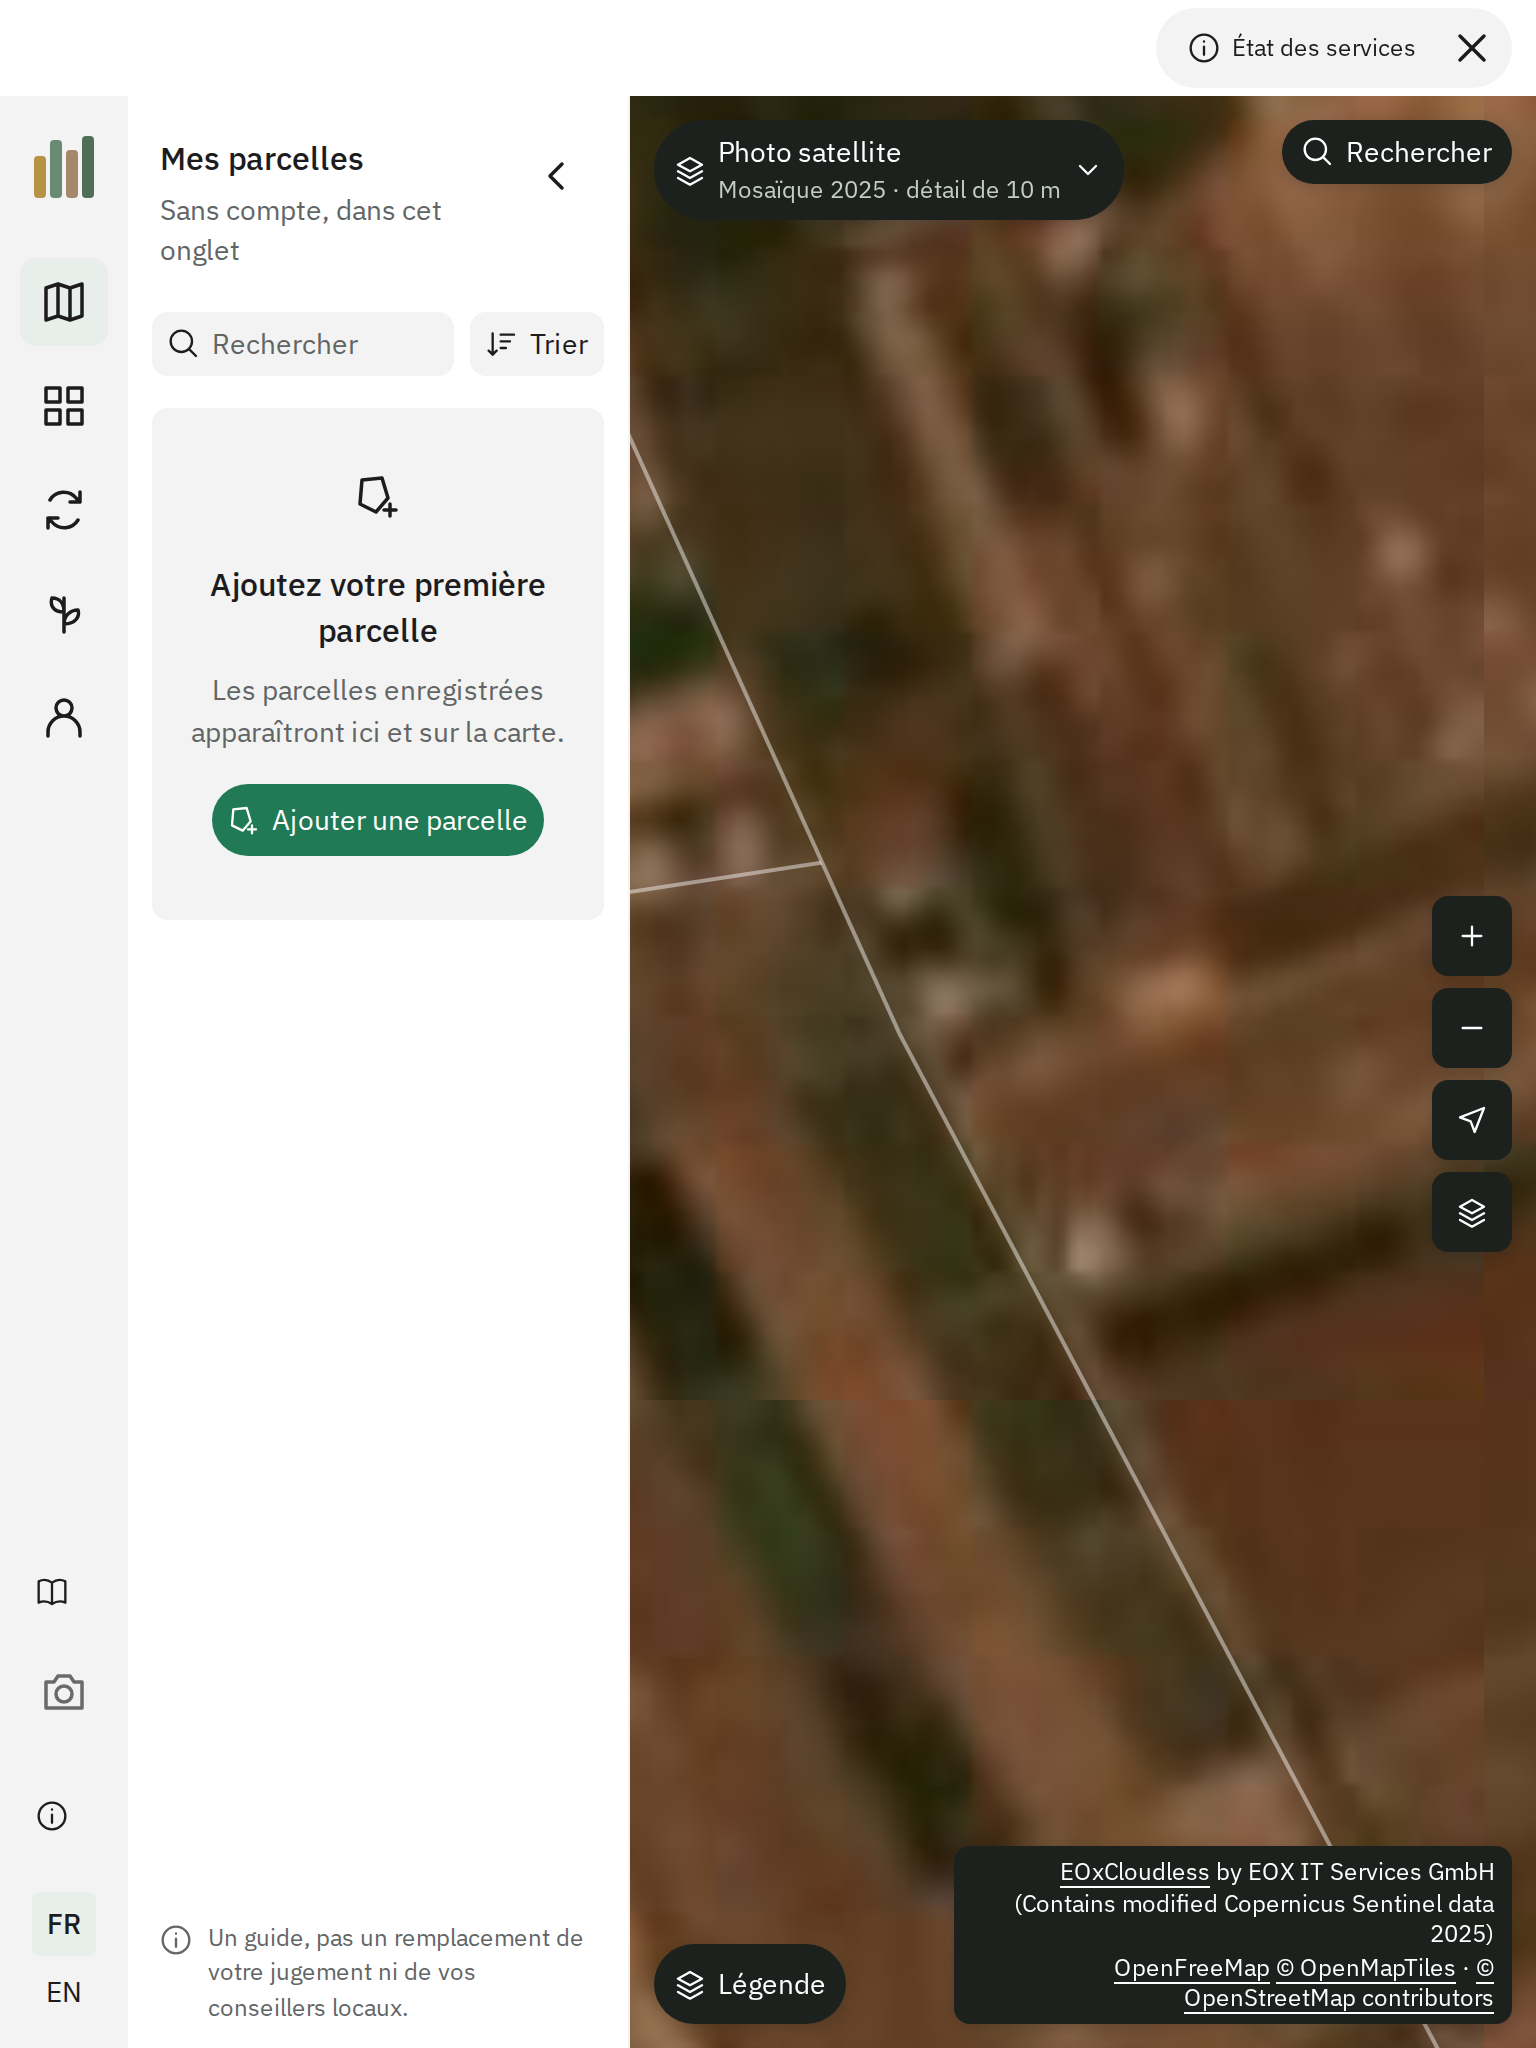 État des services
Mes parcelles
Sans compte, dans cet
onglet
Rechercher
Trier
Ajoutez votre première
parcelle
Les parcelles enregistrées
apparaîtront ici et sur la carte.
Ajouter une parcelle
Un guide, pas un remplacement de
votre jugement ni de vos
conseillers locaux.
FR
EN
Photo satellite
Mosaïque 2025 · détail de 10 m
Rechercher
Légende
EOxCloudless by EOX IT Services GmbH
(Contains modified Copernicus Sentinel data
2025)
OpenFreeMap © OpenMapTiles · ©
OpenStreetMap contributors